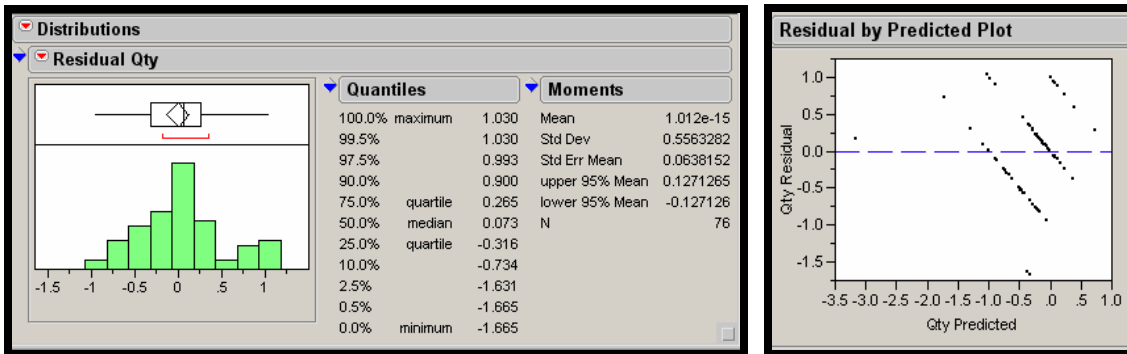 Distributions
Residual Qty
-1.5 -1 -0.5 0 .5 1
Quantiles
100.0% maximum 1.030
99.5% 1.030
97.5% 0.993
90.0% 0.900
75.0% quartile 0.265
50.0% median 0.073
25.0% quartile -0.316
10.0% -0.734
2.5% -1.631
0.5% -1.665
0.0% minimum -1.665
Moments
Mean 1.012e-15
Std Dev 0.5563282
Std Err Mean 0.0638152
upper 95% Mean 0.1271265
lower 95% Mean -0.127126
N 76
Residual by Predicted Plot
Qty Residual
1.0
0.5
0.0
-0.5
-1.0
-1.5
-3.5 -3.0 -2.5 -2.0 -1.5 -1.0 -0.5 .0 .5 1.0
Qty Predicted